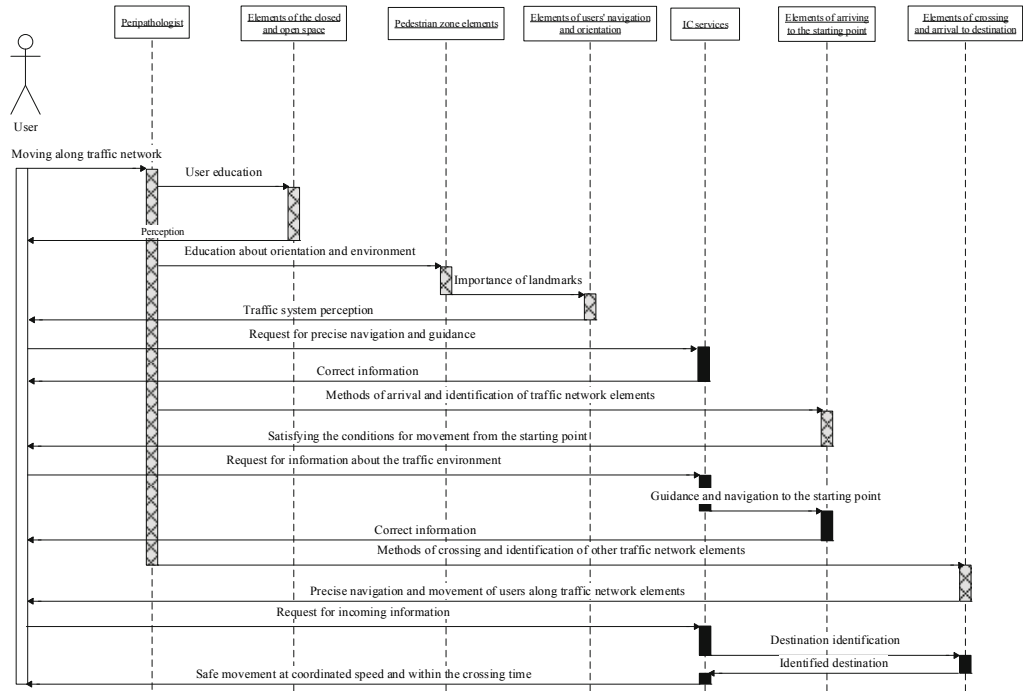 Peripathologist
Elements of the closed
and open space
Pedestrian zone elements
Elements of users' navigation
and orientation
IC services
Elements of arriving
to the starting point
Elements of crossing
and arrival to destination
User
Moving along traffic network
User education
Perception
Education about orientation and environment
Importance of landmarks
Traffic system perception
Request for precise navigation and guidance
Correct information
Methods of arrival and identification of traffic network elements
Satisfying the conditions for movement from the starting point
Request for information about the traffic environment
Guidance and navigation to the starting point
Correct information
Methods of crossing and identification of other traffic network elements
Precise navigation and movement of users along traffic network elements
Request for incoming information
Destination identification
Identified destination
Safe movement at coordinated speed and within the crossing time